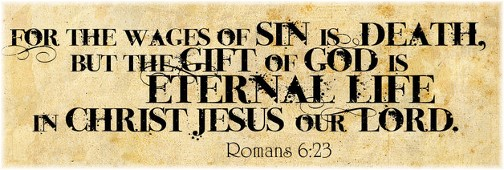 FOR THE WAGES OF SIN IS DEATH,
BUT THE GIFT OF GOD IS
ETERNAL LIFE
IN CHRIST JESUS OUR LORD.
Romans 6:23